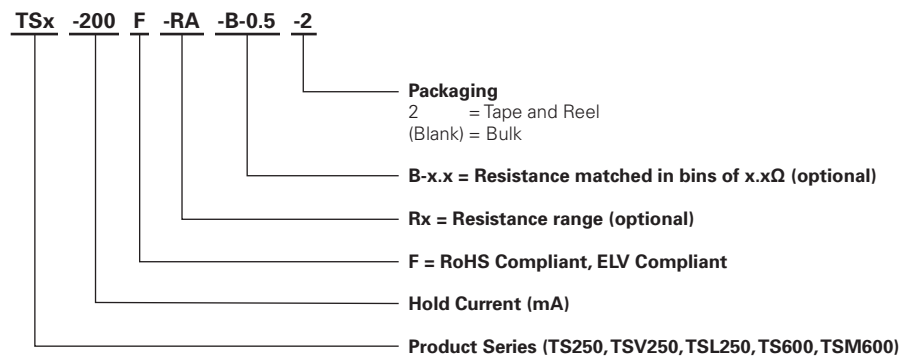 TSx -200 F -RA -B-0.5 -2
Packaging
2 = Tape and Reel
(Blank) = Bulk
B-x.x = Resistance matched in bins of x.xΩ (optional)
Rx = Resistance range (optional)
F = RoHS Compliant, ELV Compliant
Hold Current (mA)
Product Series (TS250, TSV250, TSL250, TS600, TSM600)